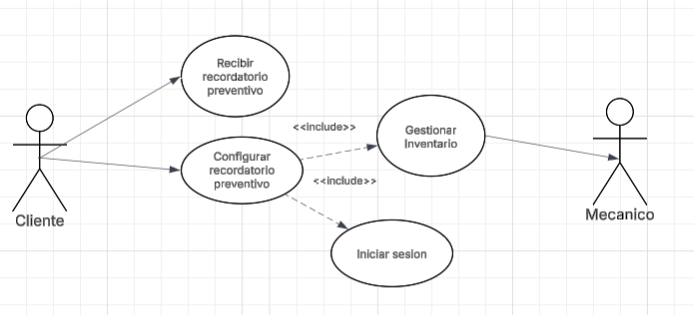 Recibir
recordatorio
preventivo
<<include>>
Gestionar
Inventario
Configurar
recordatorio
preventivo
<<include>>
Iniciar sesion
Cliente
Mecanico